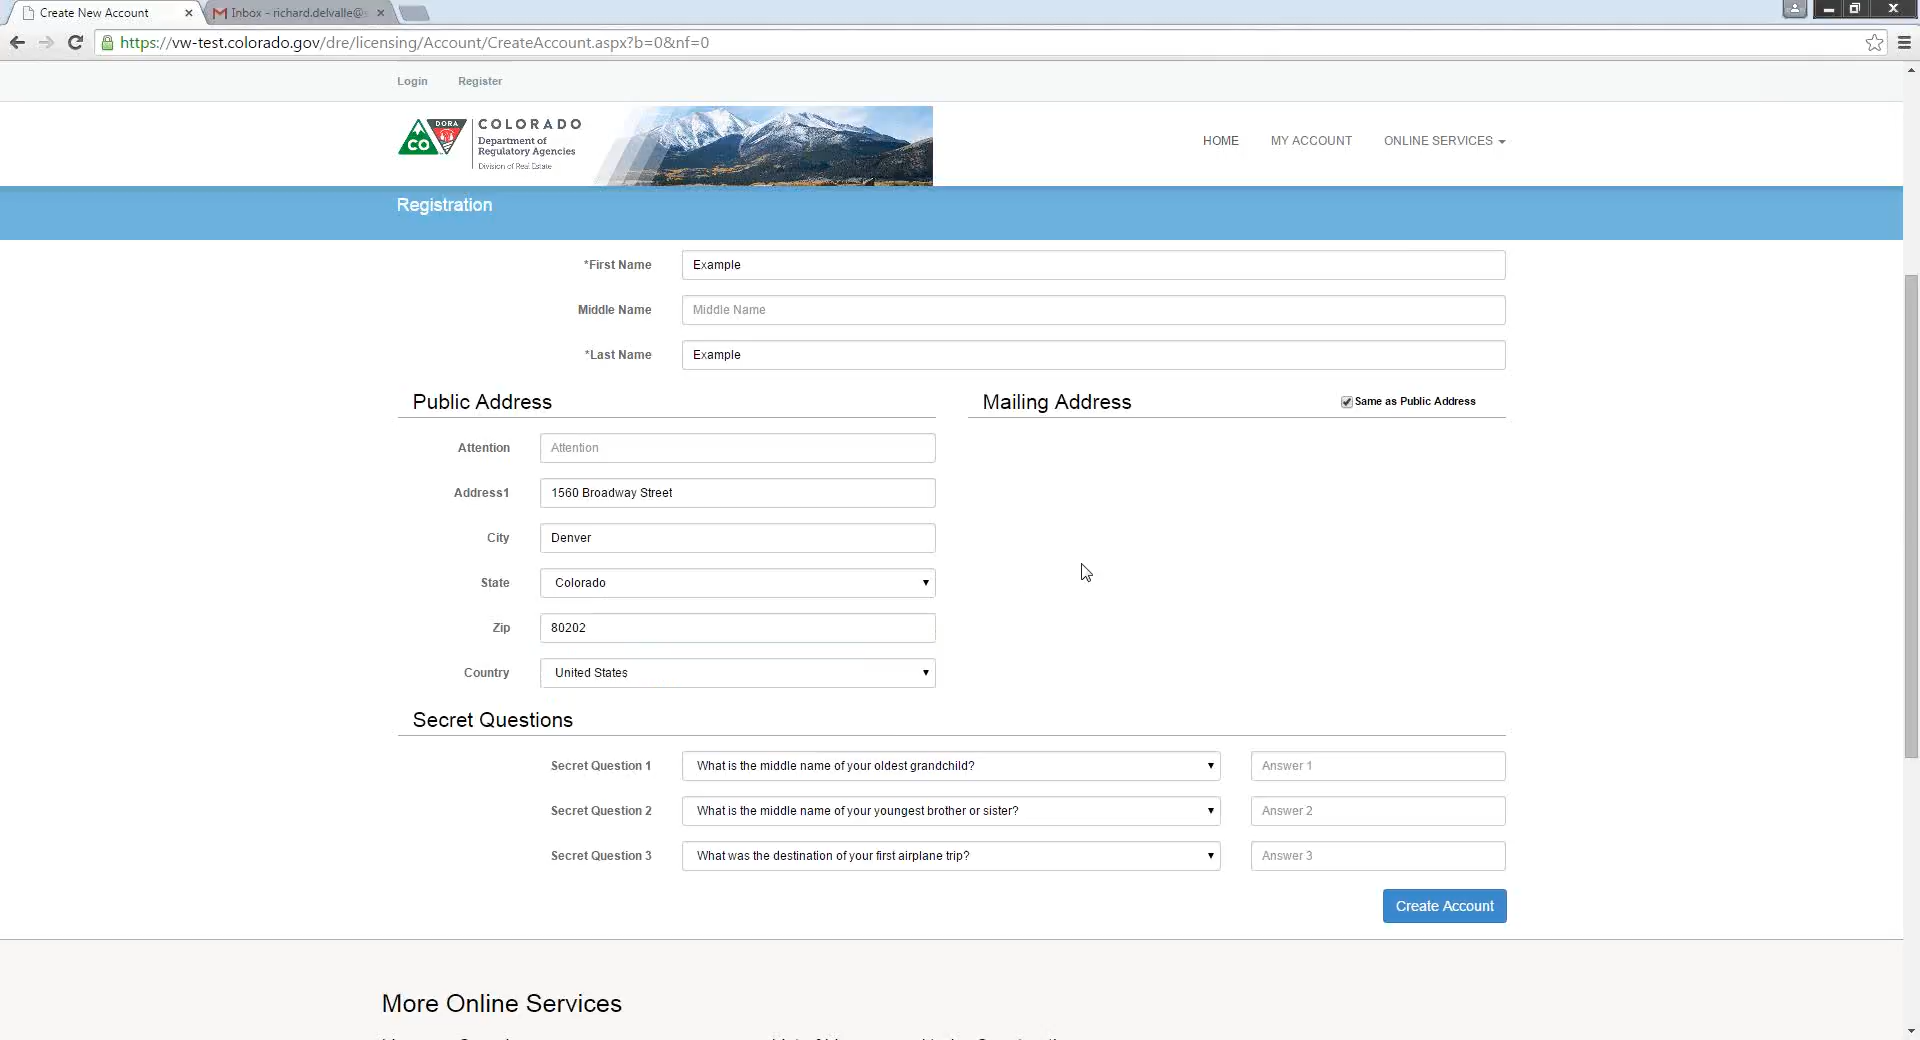 Create New Account
Inbox - richard.delvalle@
https://vw-test.colorado.gov/dre/licensing/Account/CreateAccount.aspx?b=0&nf=0
Login Register
DORA
CO
COLORADO
Department of
Regulatory Agencies
Division of Real Estate
HOME MY ACCOUNT ONLINE SERVICES
Registration
*First Name Example
Middle Name Middle Name
*Last Name Example
Public Address
Mailing Address Same as Public Address
Attention Attention
Address1 1560 Broadway Street
City Denver
State Colorado
Zip 80202
Country United States
Secret Questions
Secret Question 1 What is the middle name of your oldest grandchild? Answer 1
Secret Question 2 What is the middle name of your youngest brother or sister? Answer 2
Secret Question 3 What was the destination of your first airplane trip? Answer 3
Create Account
More Online Services